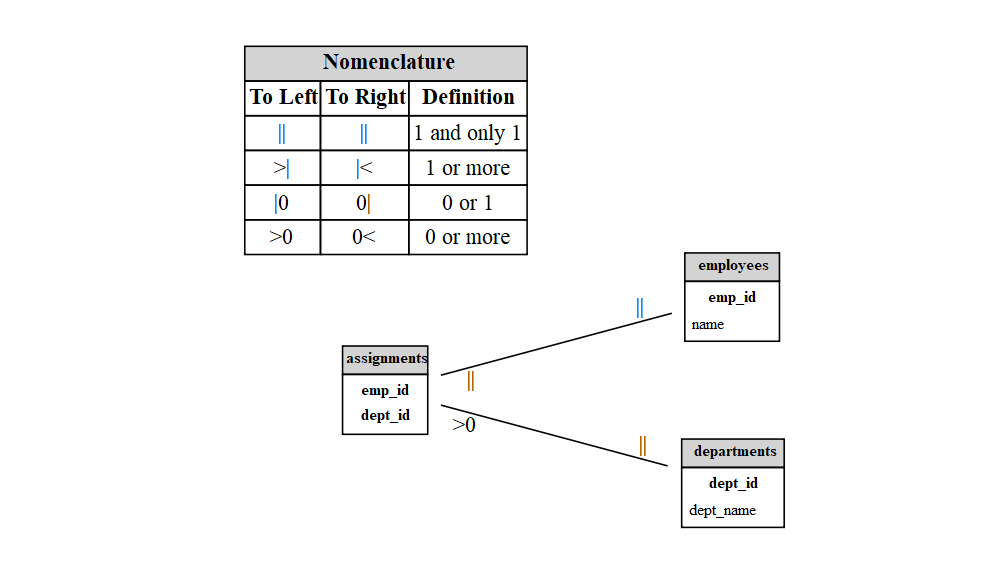 Nomenclature
To Left To Right Definition
|| || 1 and only 1
>| |< 1 or more
|0 0| 0 or 1
>0 0< 0 or more
employees
emp_id
name
||
assignments
emp_id
dept_id
||
>0
||
departments
dept_id
dept_name